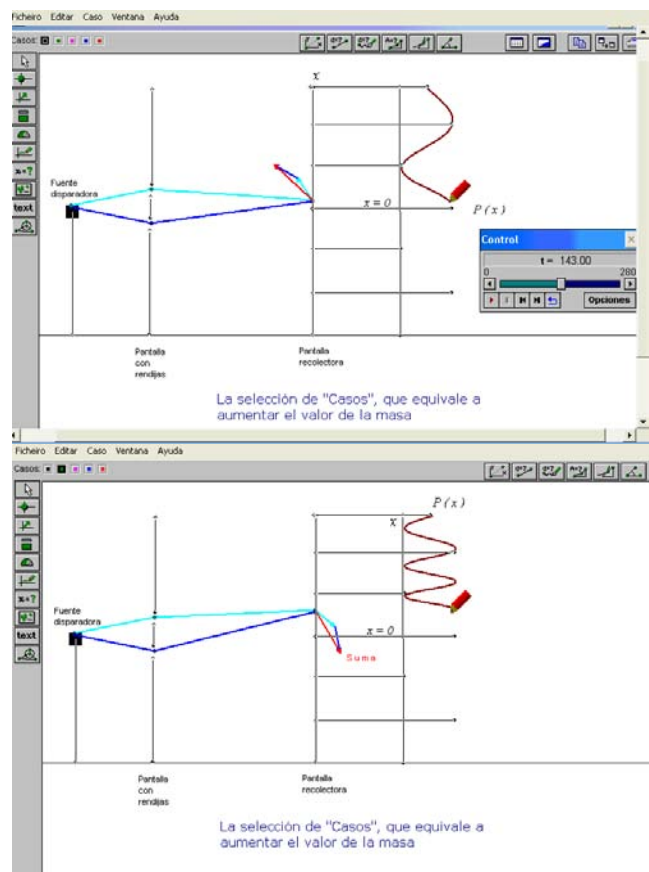 Ficheiro Editar Caso Ventana Ayuda
Casos:
x
Fuente
disparadora
x = 0
P(x)
Control
t = 143.00
0
280
Opciones
x=?
text
Pantalla
con
rendijas
Pantalla
recolectora
La selección de "Casos", que equivale a
aumentar el valor de la masa
Ficheiro Editar Caso Ventana Ayuda
Casos:
P(x)
x
x=?
Fuente
disparadora
text
x = 0
Suma
Pantalla
con
rendijas
Pantalla
recolectora
La selección de "Casos", que equivale a
aumentar el valor de la masa